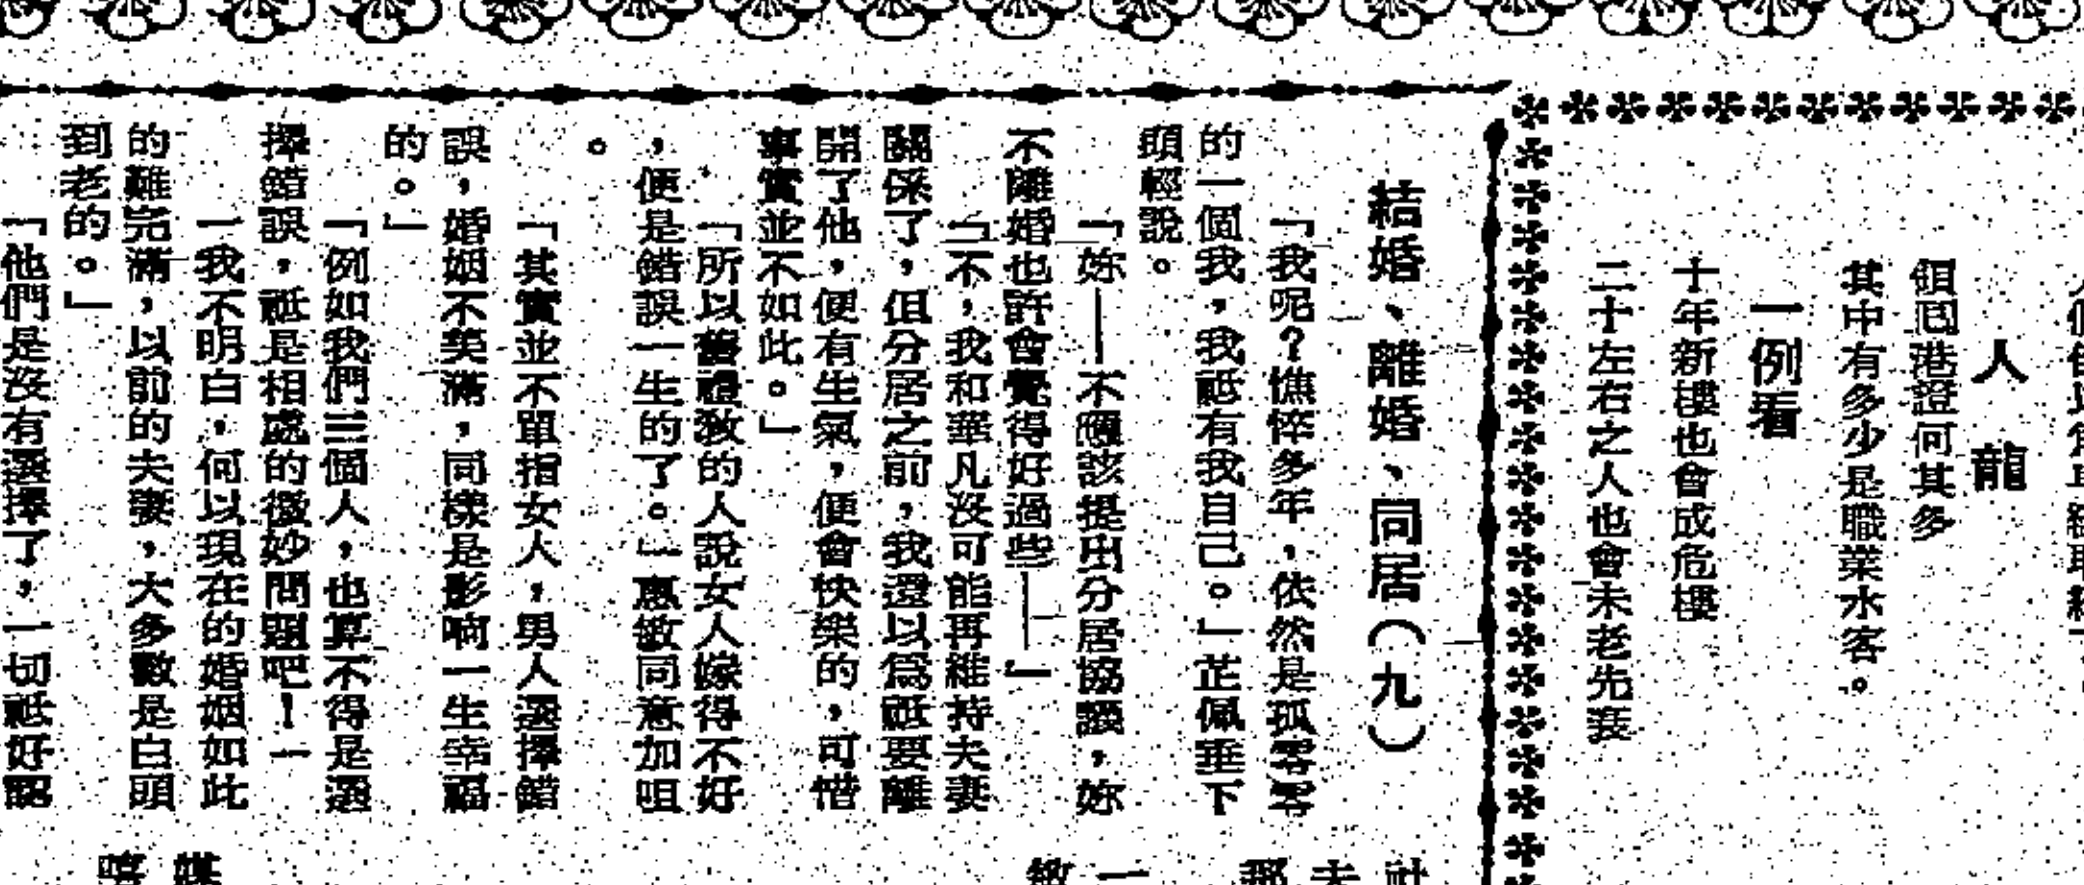 人龍
領回港證何其多
其中有多少是職業水客。
一例看
十年新樓也會成危樓
二十左右之人也會未老先衰
結婚、離婚、同居（九）
「我呢？憔悴多年，依然是孤零零
的一個我，我祗有我自己。」芷佩垂下
頭輕說。
「妳——不應該提出分居協議，妳
不離婚也許會覺得好過些——」
「不，我和華凡沒可能再維持夫妻
關係了，但分居之前，我還以為祗要離
開了他，便有生氣，便會快樂的，可惜
事實並不如此。」
「所以舊禮教的人說女人嫁得不好
，便是錯誤一生的了。」惠敏同意加咀
。
「其實並不單指女人，男人選擇錯
誤，婚姻不美滿，同樣是影响一生幸福
的。」
「例如我們三個人，也算不得是選
擇錯誤，祗是相處的微妙問題吧！」
「我不明白，何以現在的婚姻如此
的難完滿，以前的夫妻，大多數是白頭
到老的。」
「他們是沒有選擇了，一切祗好認